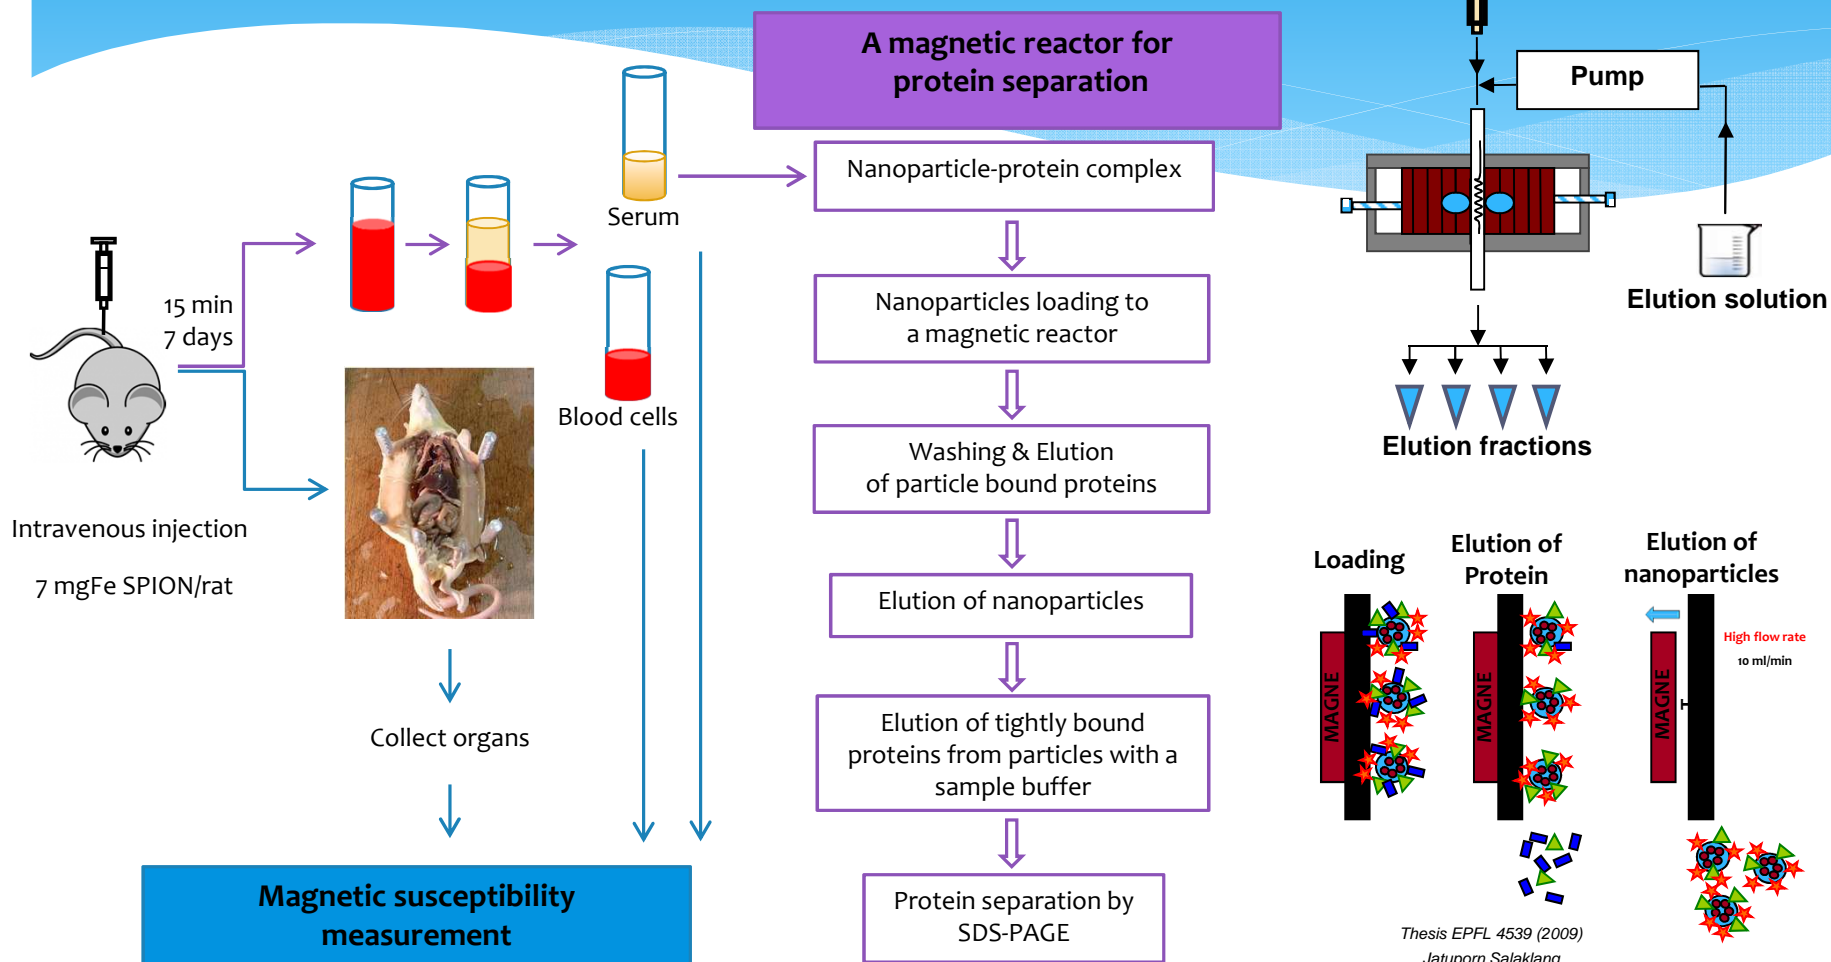 A magnetic reactor for
protein separation
Pump
Elution solution
Elution fractions
15 min
7 days
Serum
Blood cells
Intravenous injection
7 mgFe SPION/rat
Collect organs
Magnetic susceptibility
measurement
Nanoparticle-protein complex
Nanoparticles loading to
a magnetic reactor
Washing & Elution
of particle bound proteins
Elution of nanoparticles
Elution of tightly bound
proteins from particles with a
sample buffer
Protein separation by
SDS-PAGE
Loading
MAGNE
Elution of
Protein
MAGNE
Elution of
nanoparticles
MAGNE
High flow rate
10 ml/min
Thesis EPFL 4539 (2009)
Jatuporn Salaklang